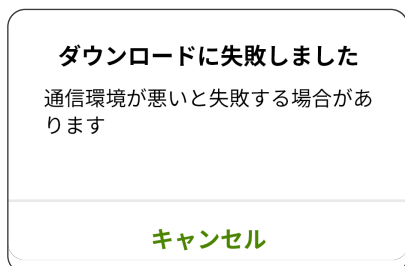 ダウンロードに失敗しました
通信環境が悪いと失敗する場合があ
ります
キャンセル